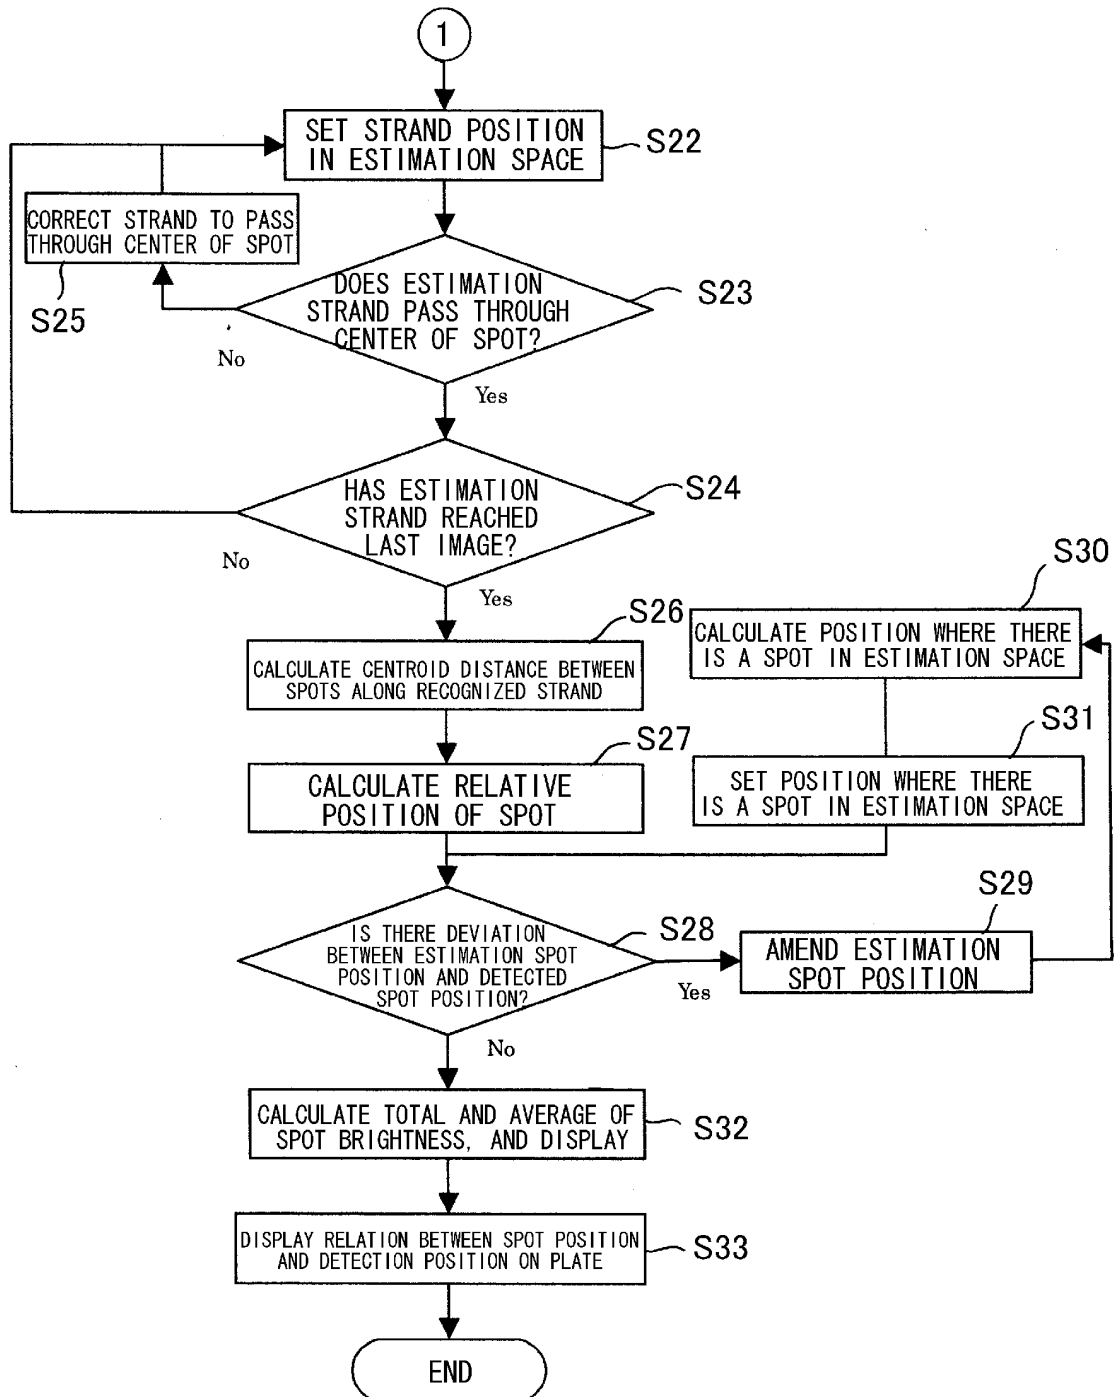 1
SET STRAND POSITION
IN ESTIMATION SPACE
S22
CORRECT STRAND TO PASS
THROUGH CENTER OF SPOT
S25
DOES ESTIMATION
STRAND PASS THROUGH
CENTER OF SPOT?
S23
No
Yes
HAS ESTIMATION
STRAND REACHED
LAST IMAGE?
S24
No
Yes
S26
CALCULATE CENTROID DISTANCE BETWEEN
SPOTS ALONG RECOGNIZED STRAND
S30
CALCULATE POSITION WHERE THERE
IS A SPOT IN ESTIMATION SPACE
S27
CALCULATE RELATIVE
POSITION OF SPOT
S31
SET POSITION WHERE THERE
IS A SPOT IN ESTIMATION SPACE
IS THERE DEVIATION
BETWEEN ESTIMATION SPOT
POSITION AND DETECTED
SPOT POSITION?
S28
Yes
S29
AMEND ESTIMATION
SPOT POSITION
No
CALCULATE TOTAL AND AVERAGE OF
SPOT BRIGHTNESS, AND DISPLAY
S32
DISPLAY RELATION BETWEEN SPOT POSITION
AND DETECTION POSITION ON PLATE
S33
END